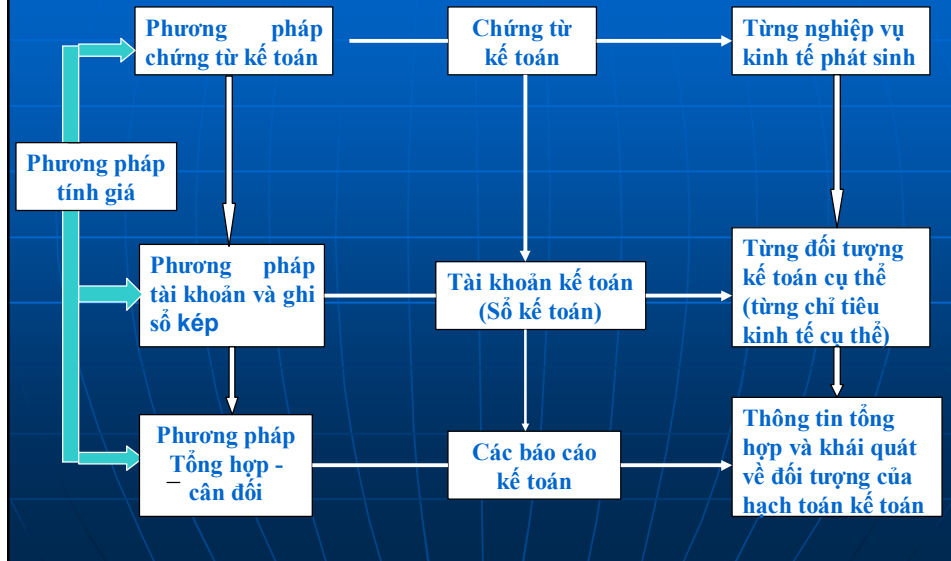 Phương pháp
chứng từ kế toán
Chứng từ
kế toán
Từng nghiệp vụ
kinh tế phát sinh
Phương pháp
tính giá
Phương pháp
tài khoản và ghi
sổ kép
Tài khoản kế toán
(Sổ kế toán)
Từng đối tượng
kế toán cụ thể
(từng chỉ tiêu
kinh tế cụ thể)
Phương pháp
Tổng hợp -
cân đối
Các báo cáo
kế toán
Thông tin tổng
hợp và khái quát
về đối tượng của
hạch toán kế toán